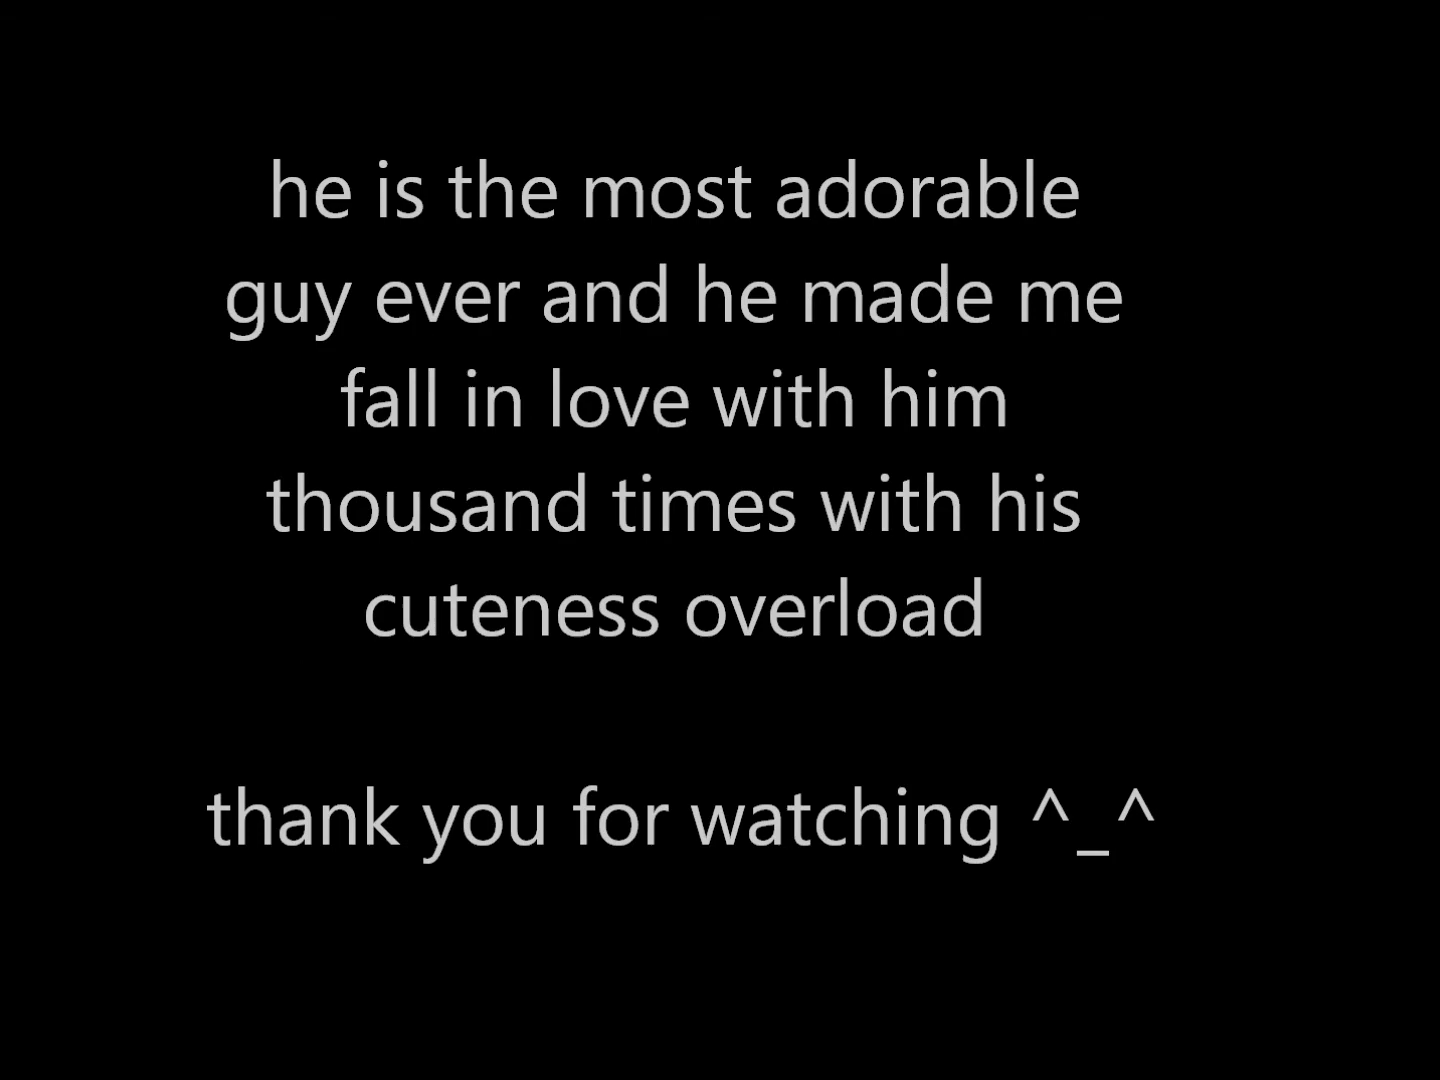 he is the most adorable
guy ever and he made me
fall in love with him
thousand times with his
cuteness overload
thank you for watching ^_^